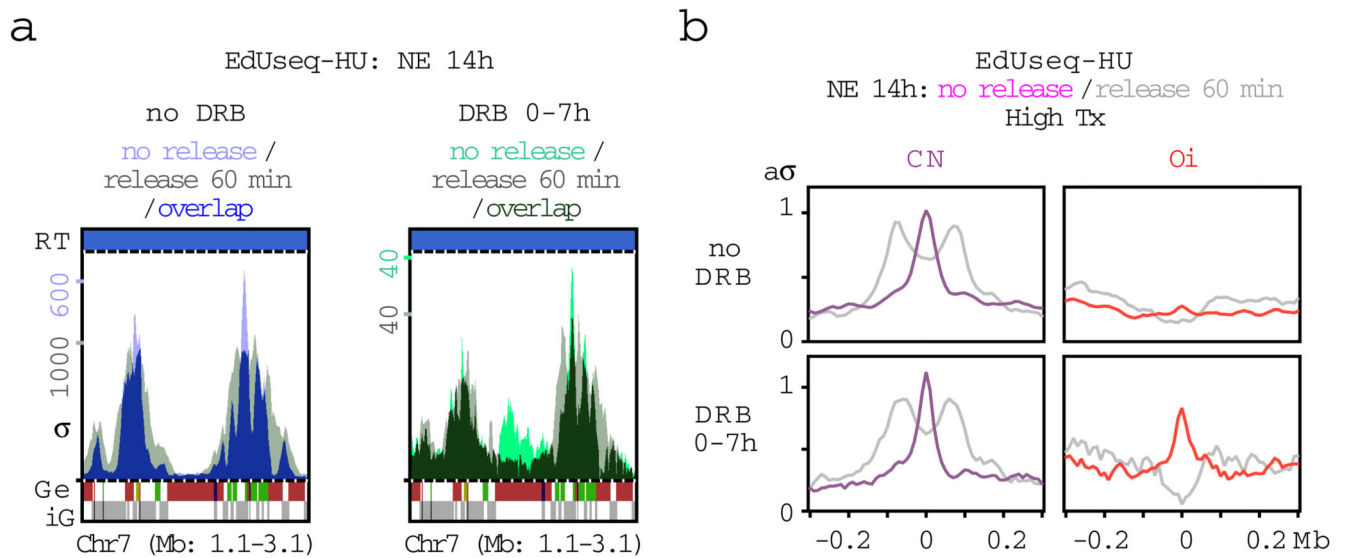 a
EdUseq-HU: NE 14h
no DRB
no release /
release 60 min
/overlap
RT
600
1000
σ
Ge
iG
Chr7 (Mb: 1.1-3.1)
DRB 0-7h
no release /
release 60 min
/overlap
40
40
Chr7 (Mb: 1.1-3.1)
b
EdUseq-HU
NE 14h: no release /release 60 min
High Tx
CN
Oi
aσ
1
no
DRB
0
1
DRB
0-7h
0
-0.2 0 0.2
-0.2 0 0.2 Mb